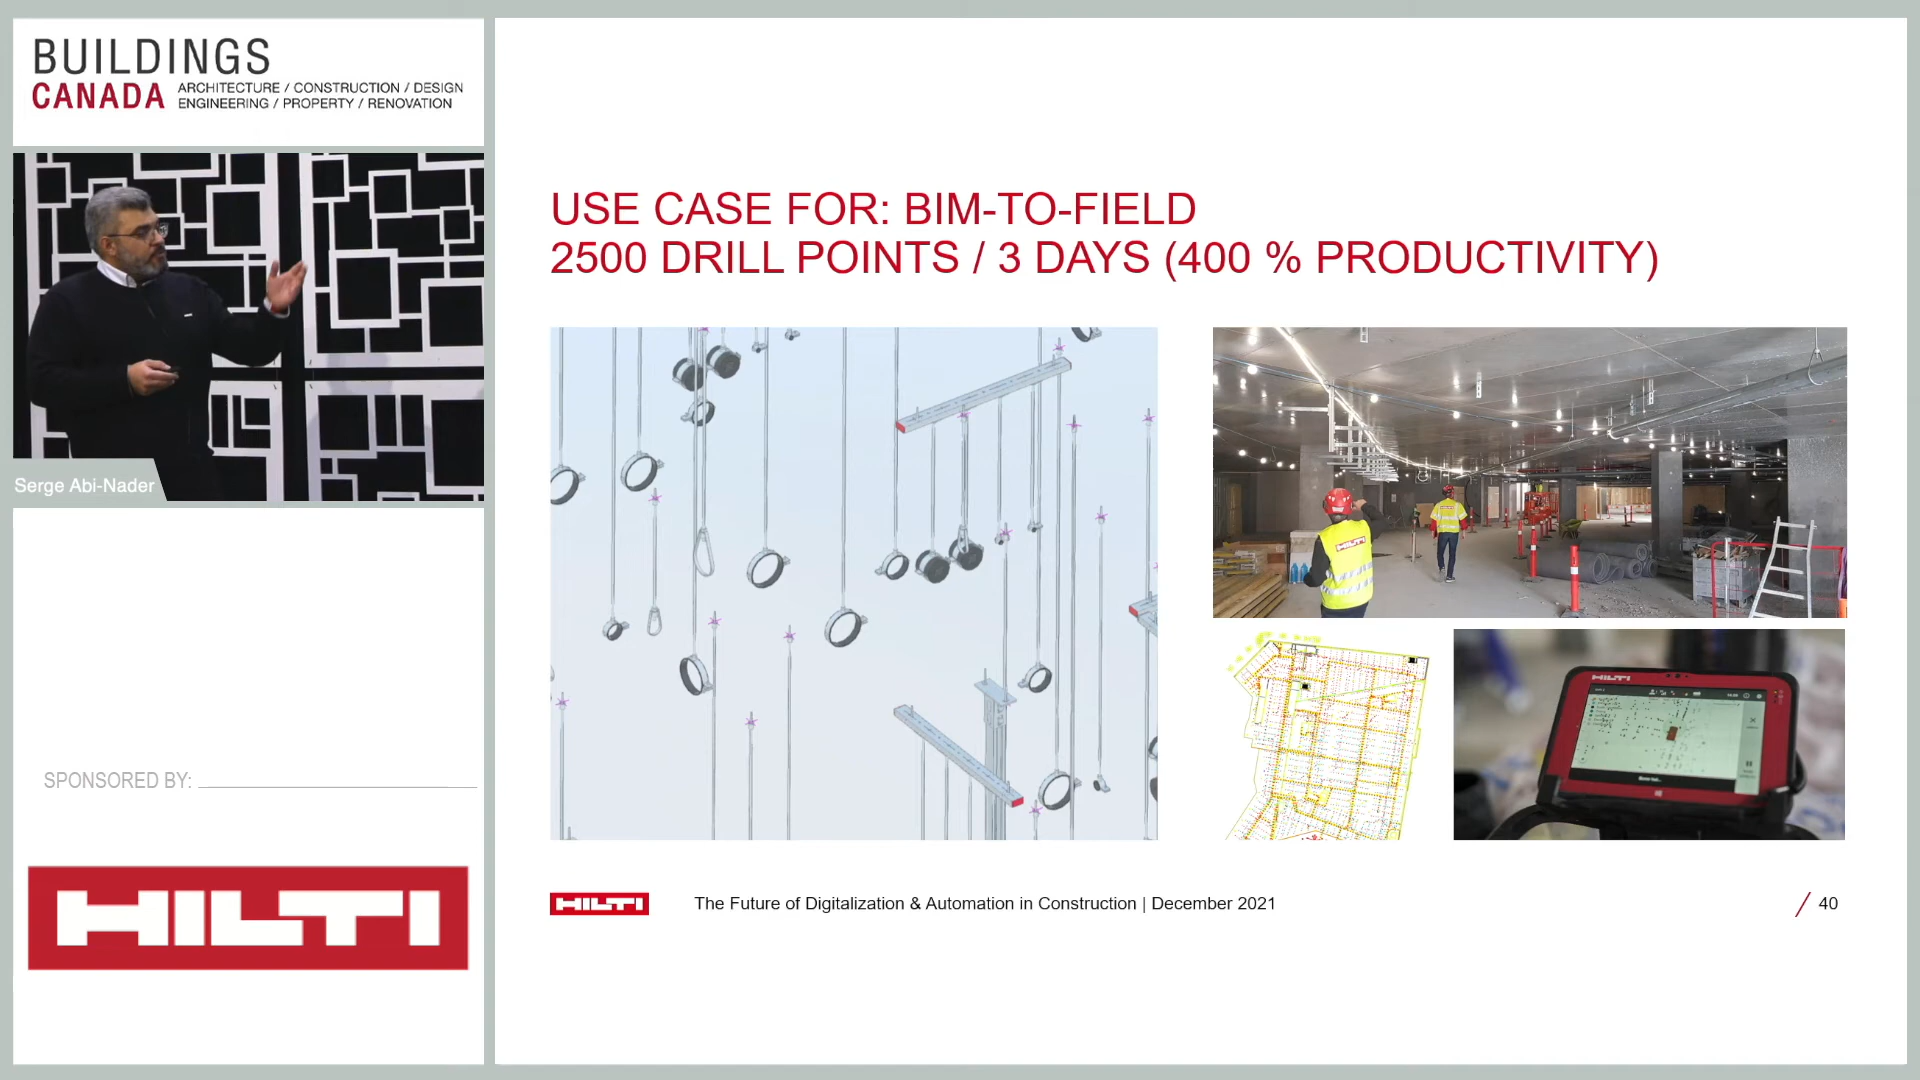 BUILDINGS
CANADA
ARCHITECTURE / CONSTRUCTION / DESIGN
ENGINEERING / PROPERTY / RENOVATION
Serge Abi-Nader
SPONSORED BY:
HILTI
USE CASE FOR: BIM-TO-FIELD
2500 DRILL POINTS / 3 DAYS (400 % PRODUCTIVITY)
HILTI
HILTI
HILTI
The Future of Digitalization & Automation in Construction | December 2021
/ 40